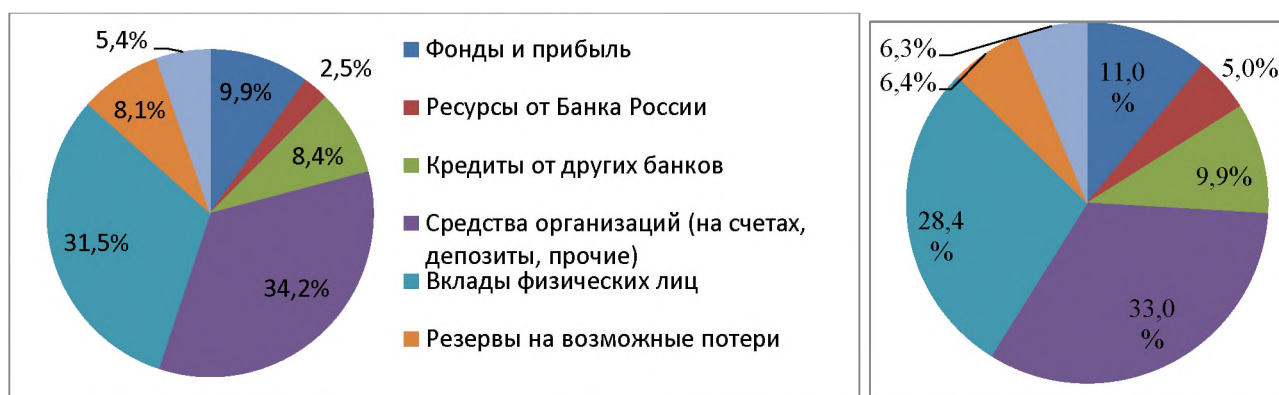 5,4%
9,9%
2,5%
8,1%
8,4%
31,5%
34,2%
Фонды и прибыль
Ресурсы от Банка России
Кредиты от других банков
Средства организаций (на счетах,
депозиты, прочие)
Вклады физических лиц
Резервы на возможные потери
6,3%
6,4%
11,0
%
5,0%
9,9%
28,4
%
33,0
%